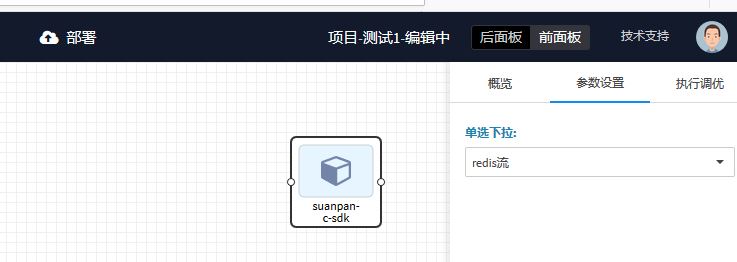 部署
项目-测试1-编辑中
后面板
前面板
技术支持
概览
参数设置
执行调优
单选下拉:
redis流
suanpan-
c-sdk